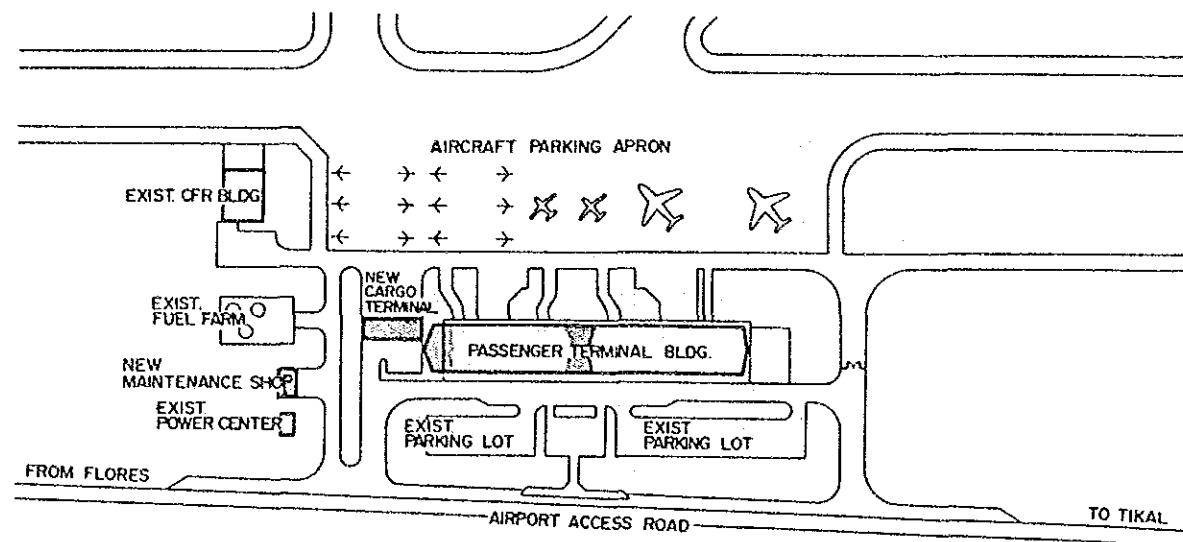 AIRCRAFT PARKING APRON
EXIST. CFR BLDG.
NEW
CARGO
TERMINAL
EXIST.
FUEL FARM
PASSENGER TERMINAL BLDG.
NEW
MAINTENANCE SHOP
EXIST.
POWER CENTER
EXIST
PARKING LOT
EXIST
PARKING LOT
FROM FLORES
AIRPORT ACCESS ROAD
TO TIKAL